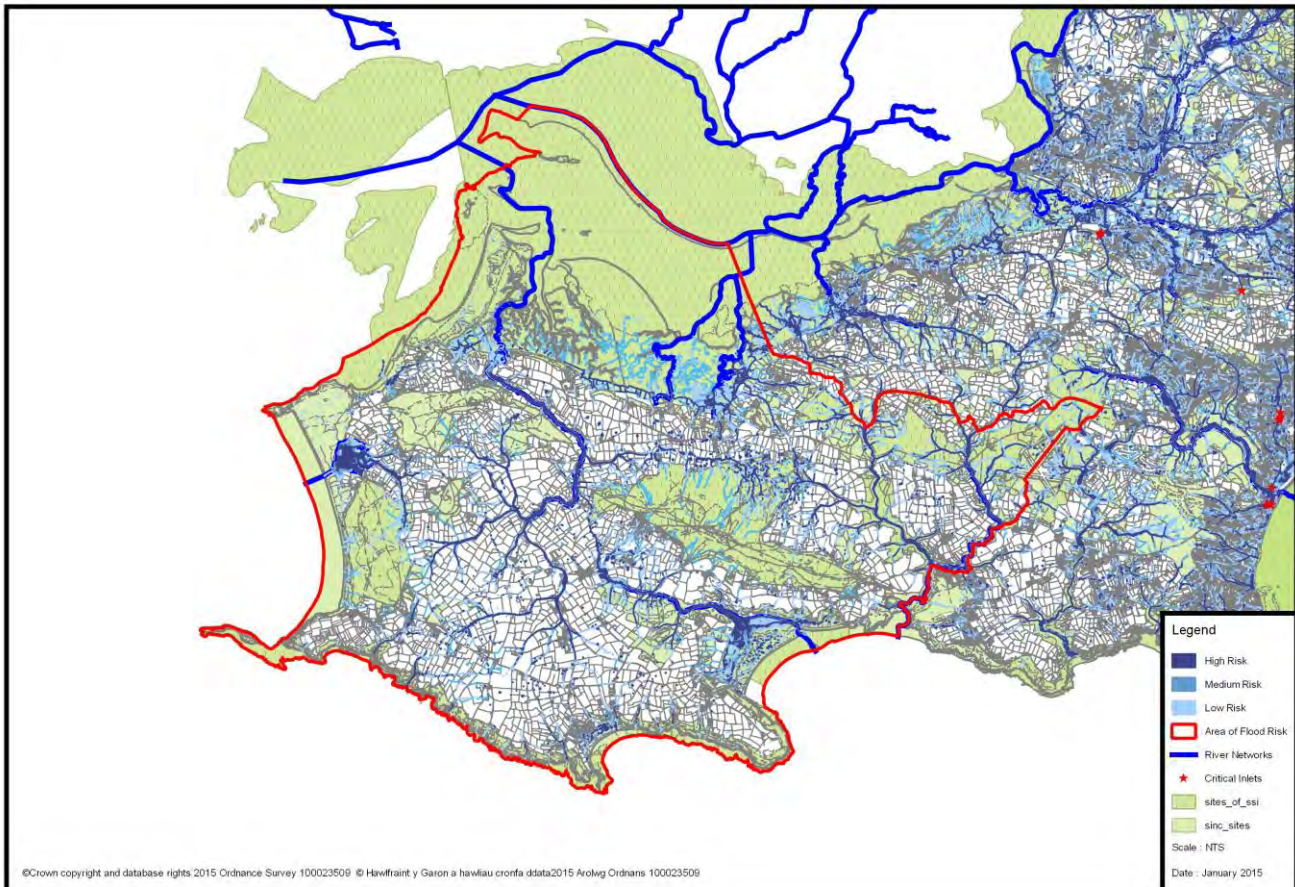 Legend
High Risk
Medium Risk
Low Risk
Area of Flood Risk
River Networks
Critical Inlets
sites_of_ssi
sinc_sites
Scale : NTS
Date : January 2015
©Crown copyright and database rights 2015 Ordnance Survey 100023509 © Hawlfraint y Garon a hawliau cronfa ddata2015 Arolwg Ordnans 100023509